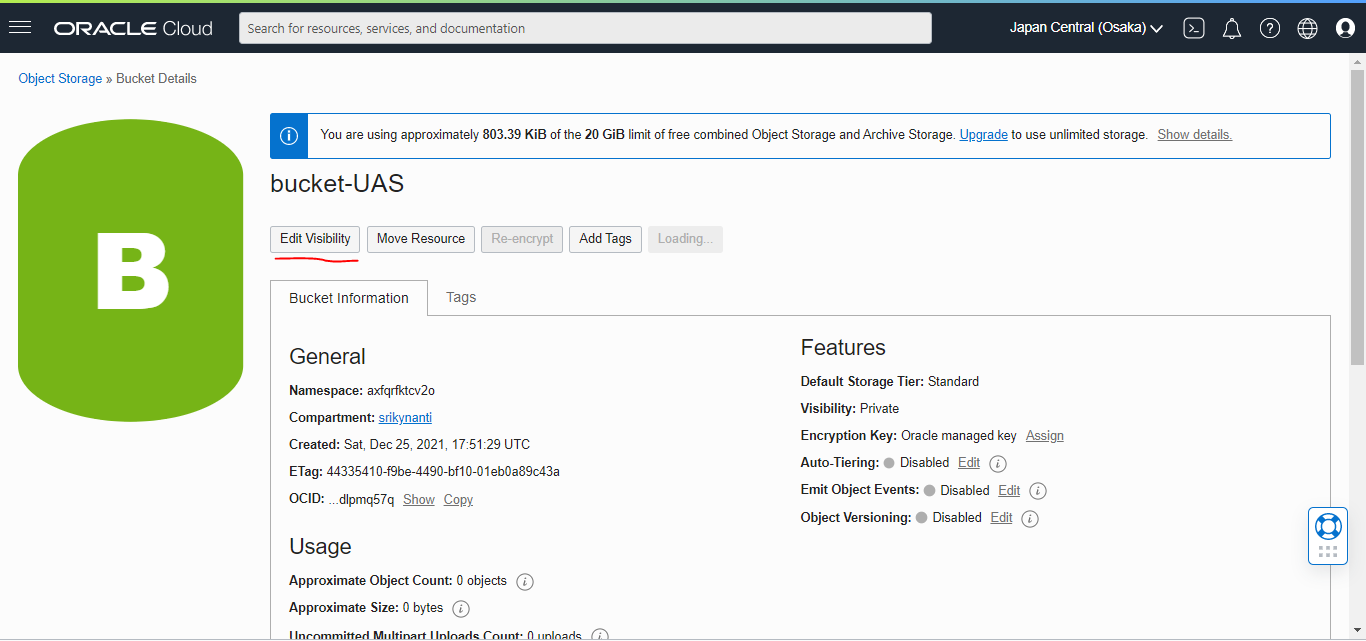 ORACLE Cloud
Search for resources, services, and documentation
Japan Central (Osaka)
Object Storage » Bucket Details
B
You are using approximately 803.39 KiB of the 20 GiB limit of free combined Object Storage and Archive Storage. Upgrade to use unlimited storage. Show details.
bucket-UAS
Edit Visibility Move Resource Re-encrypt Add Tags Loading...
Bucket Information Tags
General
Namespace: axfqrfktcv2o
Compartment: srikynanti
Created: Sat, Dec 25, 2021, 17:51:29 UTC
ETag: 44335410-f9be-4490-bf10-01eb0a89c43a
OCID: ...dlpmq57q Show Copy
Usage
Approximate Object Count: 0 objects
Approximate Size: 0 bytes
Uncommitted Multipart Uploads Count: 0 uploads
Features
Default Storage Tier: Standard
Visibility: Private
Encryption Key: Oracle managed key Assign
Auto-Tiering: Disabled Edit
Emit Object Events: Disabled Edit
Object Versioning: Disabled Edit